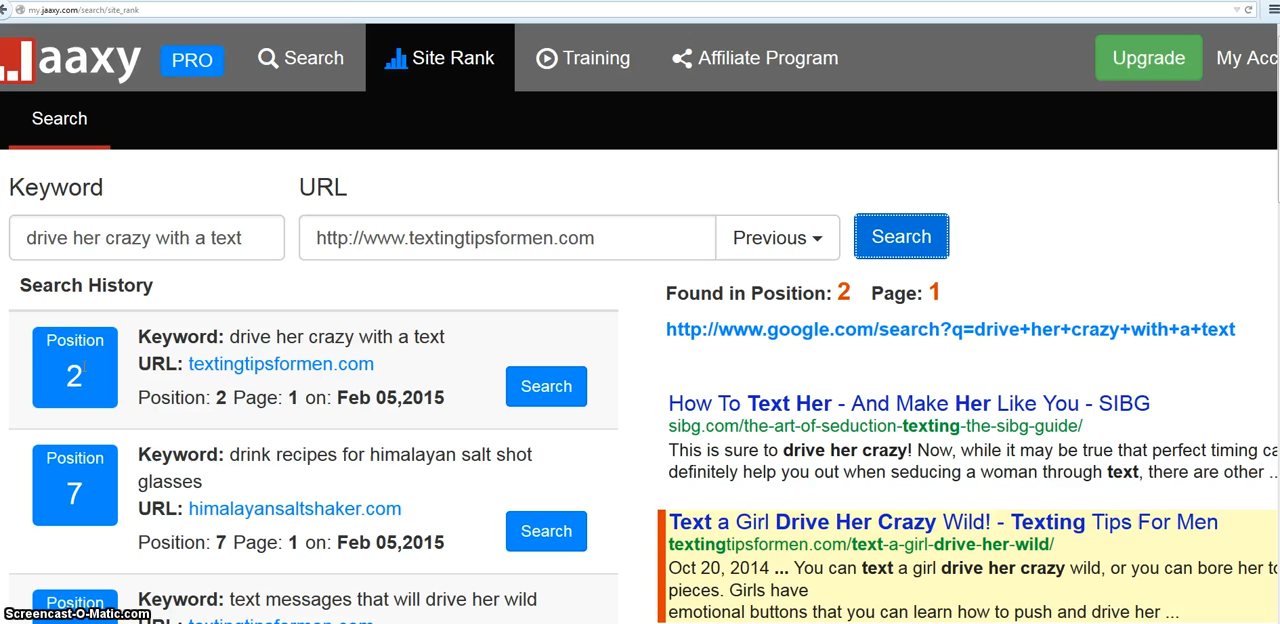 my.jaaxy.com/search/site_rank
Jaaxy PRO Search Site Rank Training Affiliate Program Upgrade My Acc
Search
Keyword URL
drive her crazy with a text http://www.textingtipsformen.com Previous Search
Search History
Position 2
Keyword: drive her crazy with a text
URL: textingtipsformen.com
Position: 2 Page: 1 on: Feb 05,2015
Search
Position 7
Keyword: drink recipes for himalayan salt shot
glasses
URL: himalayansaltshaker.com
Position: 7 Page: 1 on: Feb 05,2015
Search
Position
Keyword: text messages that will drive her wild
URL: textingtipsformen.com
Found in Position: 2 Page: 1
http://www.google.com/search?q=drive+her+crazy+with+a+text
How To Text Her - And Make Her Like You - SIBG
sibg.com/the-art-of-seduction-texting-the-sibg-guide/
This is sure to drive her crazy! Now, while it may be true that perfect timing ca
definitely help you out when seducing a woman through text, there are other ...
Text a Girl Drive Her Crazy Wild! - Texting Tips For Men
textingtipsformen.com/text-a-girl-drive-her-wild/
Oct 20, 2014 ... You can text a girl drive her crazy wild, or you can bore her to
pieces. Girls have
emotional buttons that you can learn how to push and drive her ...
Screencast-O-Matic.com